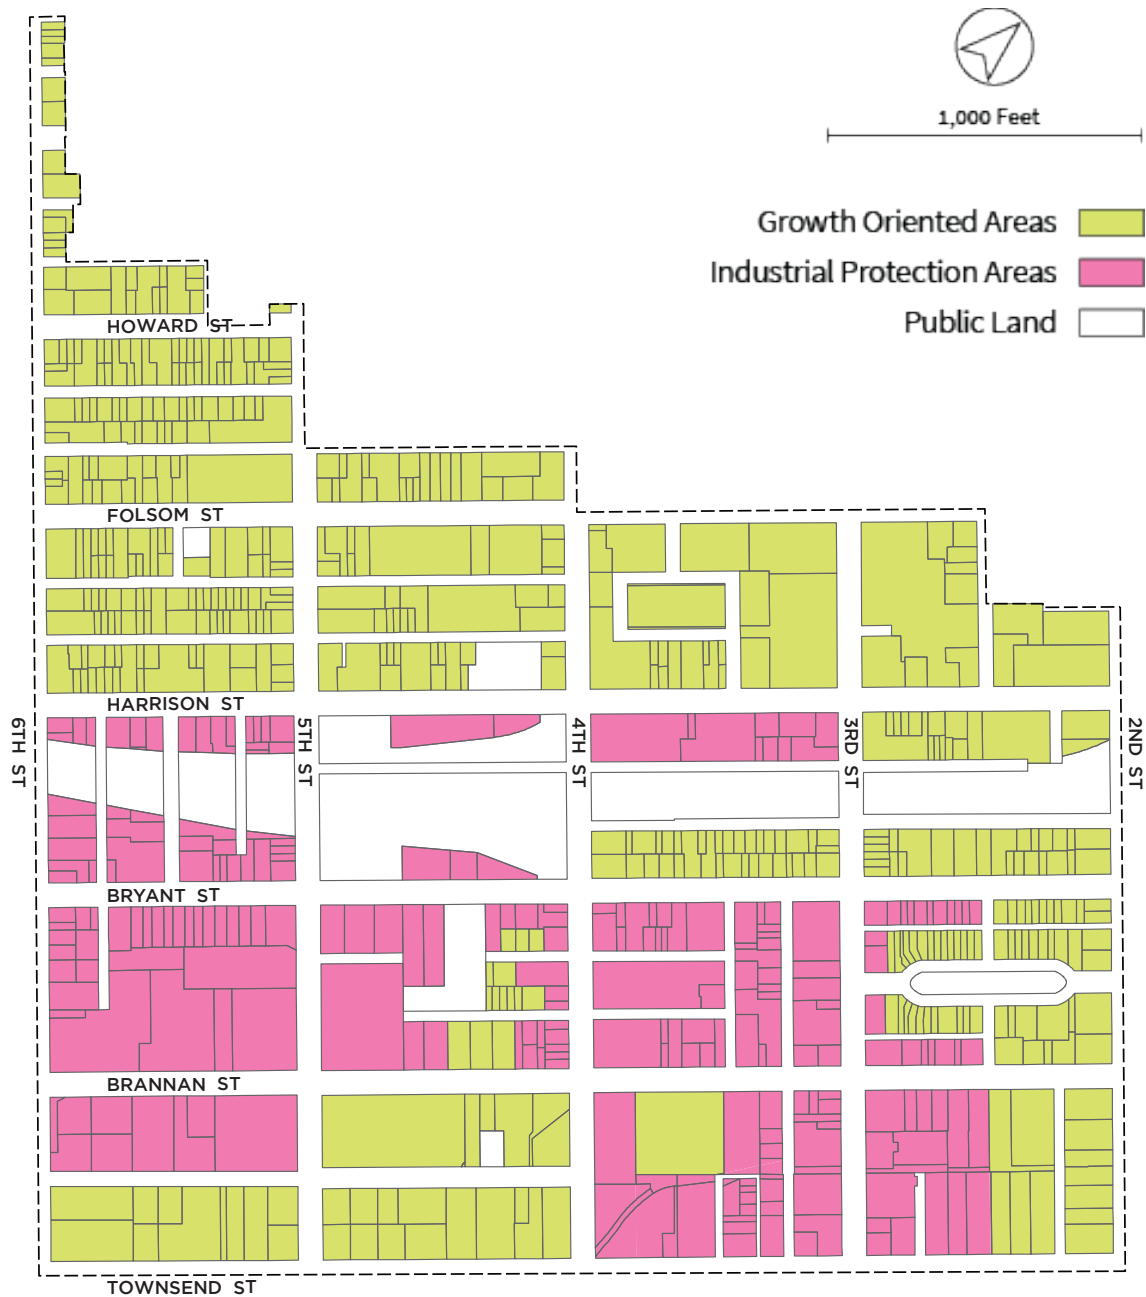 1,000 Feet
Growth Oriented Areas
Industrial Protection Areas
Public Land
HOWARD ST
FOLSOM ST
HARRISON ST
6TH ST
5TH ST
4TH ST
3RD ST
2ND ST
BRYANT ST
BRANNAN ST
TOWNSEND ST